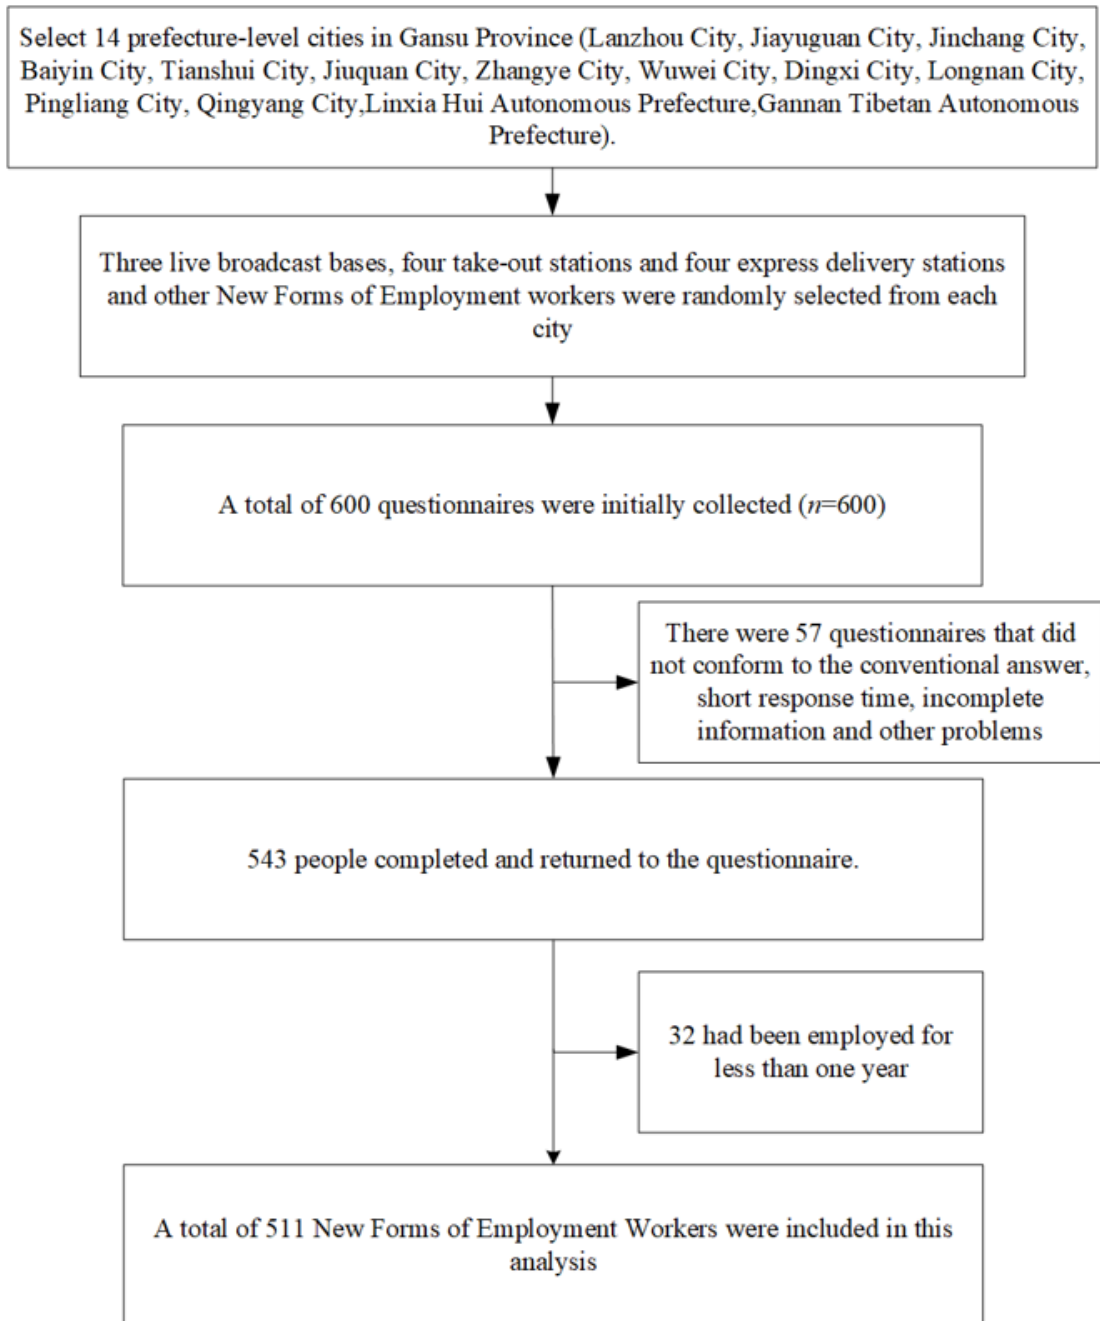 Select 14 prefecture-level cities in Gansu Province (Lanzhou City, Jiayuguan City, Jinchang City,
Baiyin City, Tianshui City, Jiuquan City, Zhangye City, Wuwei City, Dingxi City, Longnan City,
Pingliang City, Qingyang City,Linxia Hui Autonomous Prefecture,Gannan Tibetan Autonomous
Prefecture).
Three live broadcast bases, four take-out stations and four express delivery stations
and other New Forms of Employment workers were randomly selected from each
city
A total of 600 questionnaires were initially collected (n=600)
There were 57 questionnaires that did
not conform to the conventional answer,
short response time, incomplete
information and other problems
543 people completed and returned to the questionnaire.
32 had been employed for
less than one year
A total of 511 New Forms of Employment Workers were included in this
analysis